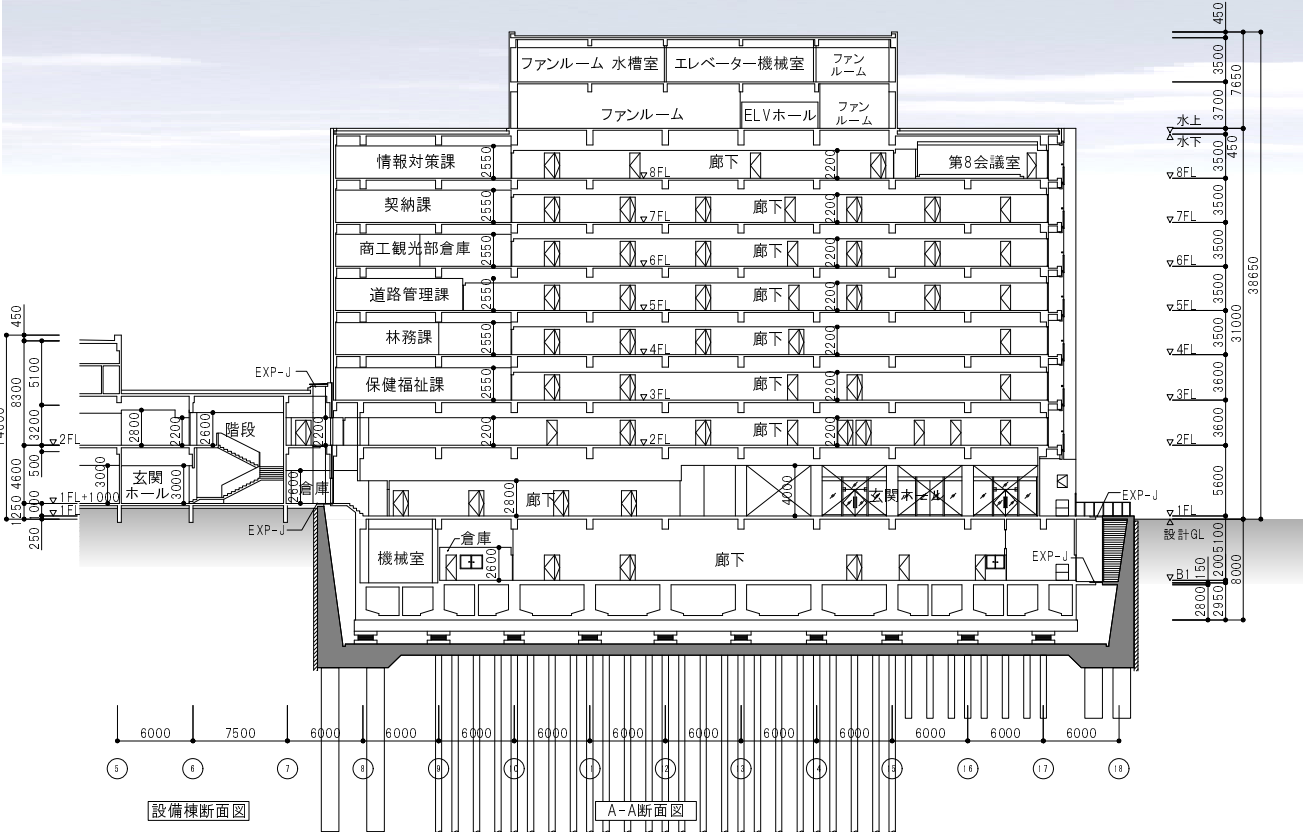 ファンルーム 水槽室
エレベーター機械室
ファン
ルーム
ファンルーム
ELVホール
ファン
ルーム
情報対策課
2550
8FL
廊下
2200
第8会議室
契納課
2550
7FL
廊下
2200
商工観光部倉庫
2550
6FL
廊下
2200
道路管理課
2550
5FL
廊下
2200
林務課
2550
4FL
廊下
2200
保健福祉課
2550
3FL
廊下
2200
2200
2200
2FL
廊下
2200
EXP-J
階段
2800
2200
2600
2FL
玄関
ホール
3000
3000
2600
倉庫
1FL+1000
1FL
廊下
2800
4000
玄関ホール
EXP-J
EXP-J
機械室
倉庫
2600
廊下
EXP-J
450
5100
8300
3200
500
4600
1250
250
450
3500
7650
3700
水上
水下
450
3500
8FL
3500
7FL
3500
6FL
3500
5FL
3500
4FL
3600
3FL
3600
2FL
5600
1FL
設計GL
38650
31000
5100
200
150
B1
8000
2950
2800
6000
7500
6000
6000
6000
6000
6000
6000
6000
6000
6000
6000
6000
5
6
7
8
9
10
12
13
15
16
17
18
設備棟断面図
A-A断面図